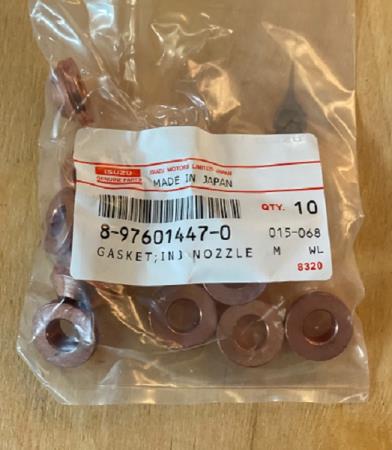 ISUZU
GENUINE PARTS
ISUZU MOTORS LIMITED JAPAN
MADE IN JAPAN
QTY. 10
8-97601447-0
015-068
GASKET;INJ NOZZLE
M WL
8320